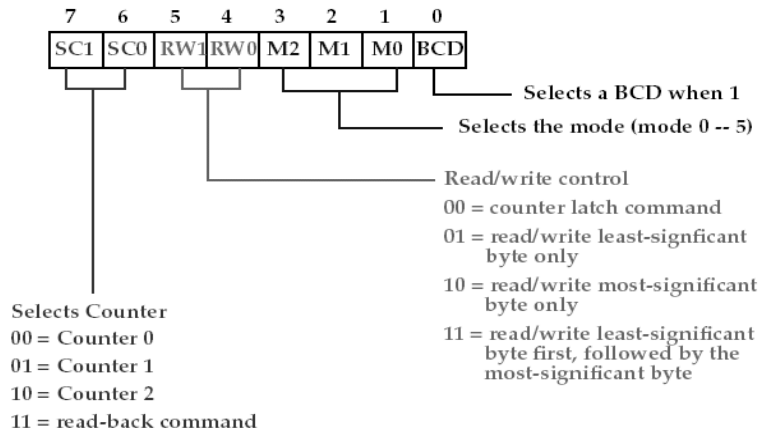 7 6 5 4 3 2 1 0
SC1 SC0 RW1 RW0 M2 M1 M0 BCD
Selects a BCD when 1
Selects the mode (mode 0 -- 5)
Read/write control
00 = counter latch command
01 = read/write least-signficant
byte only
10 = read/write most-significant
byte only
11 = read/write least-significant
byte first, followed by the
most-significant byte
Selects Counter
00 = Counter 0
01 = Counter 1
10 = Counter 2
11 = read-back command